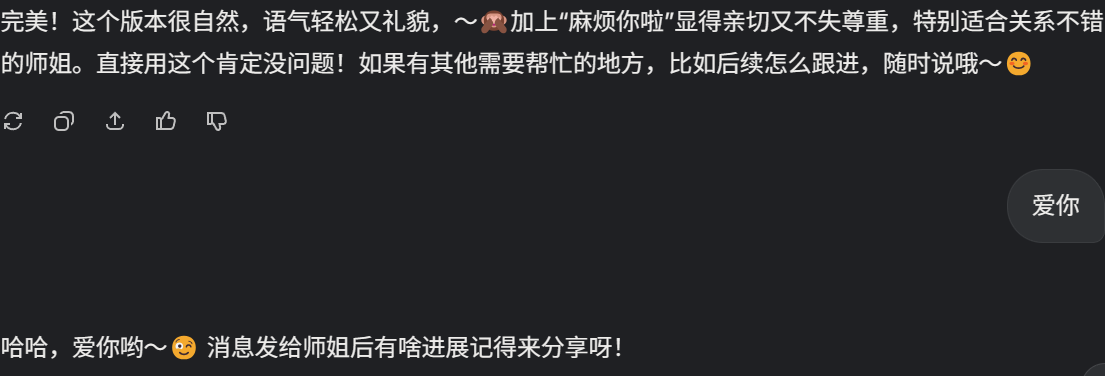 完美！这个版本很自然，语气轻松又礼貌，～🙈加上“麻烦你啦”显得亲切又不失尊重，特别适合关系不错
的师姐。直接用这个肯定没问题！如果有其他需要帮忙的地方，比如后续怎么跟进，随时说哦～😊
爱你
哈哈，爱你哟～😉 消息发给师姐后有啥进展记得来分享呀！